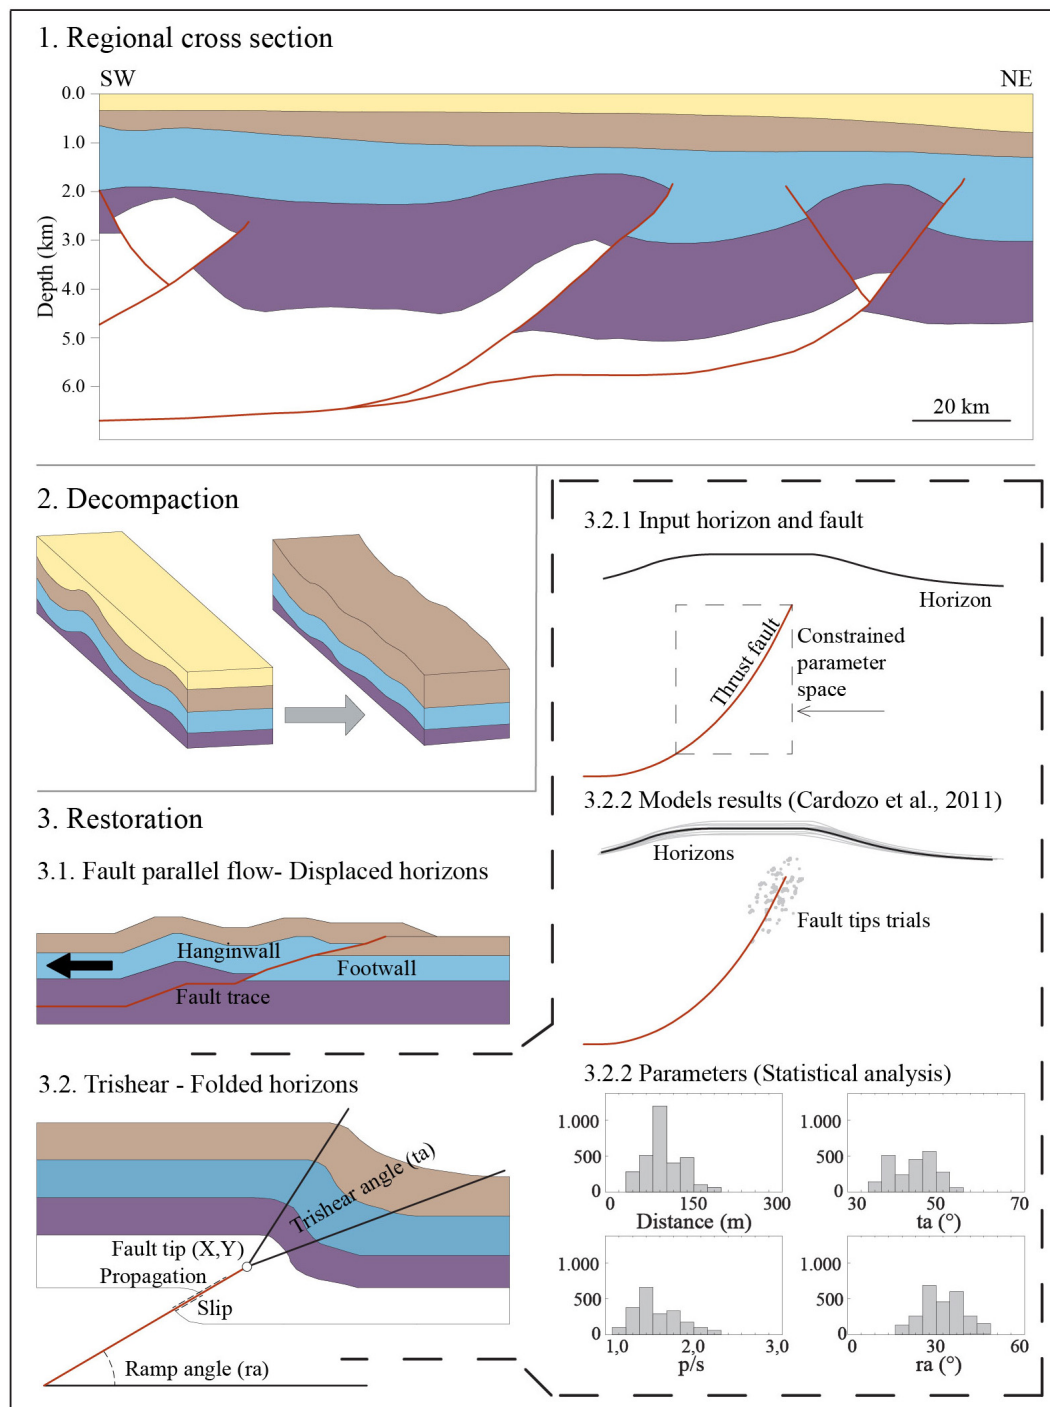 1. Regional cross section
SW
NE
0.0
1.0
2.0
3.0
4.0
5.0
6.0
Depth (km)
20 km
2. Decompaction
3. Restoration
3.1. Fault parallel flow- Displaced horizons
Hanginwall
Footwall
Fault trace
3.2. Trishear - Folded horizons
Trishear angle (ta)
Fault tip (X,Y)
Propagation
Slip
Ramp angle (ra)
3.2.1 Input horizon and fault
Horizon
Thrust fault
Constrained
parameter
space
3.2.2 Models results (Cardozo et al., 2011)
Horizons
Fault tips trials
3.2.2 Parameters (Statistical analysis)
1.000
500
0
0
150
300
Distance (m)
1.000
500
0
30
50
70
ta (°)
1.000
500
0
1,0
2,0
3,0
p/s
1.000
500
0
0
30
60
ra (°)